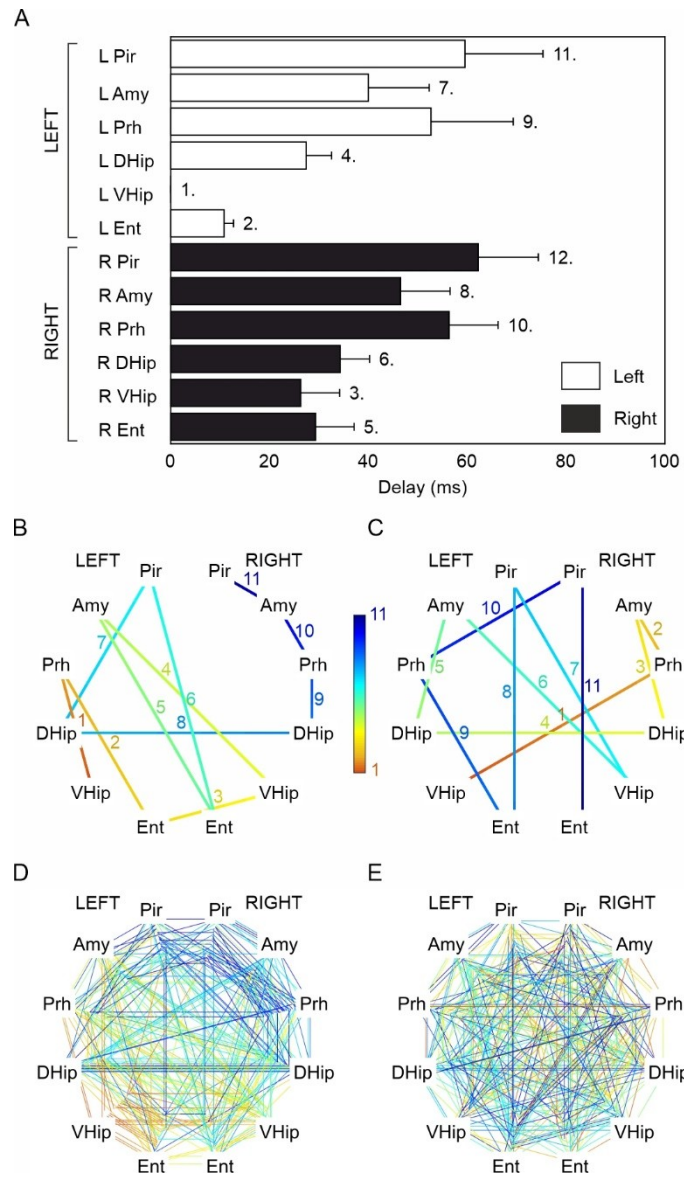 A
LEFT
L Pir 11.
L Amy 7.
L Prh 9.
L DHip 4.
L VHip 1.
L Ent 2.
RIGHT
R Pir 12.
R Amy 8.
R Prh 10.
R DHip 6.
R VHip 3.
R Ent 5.
Left
Right
0 20 40 60 80 100
Delay (ms)
B
LEFT RIGHT
Pir Pir
Amy Amy
Prh Prh
DHip DHip
VHip
Ent Ent
11
10
7 4
1 5 6 9
2 8
3
11
1
C
LEFT RIGHT
Pir Pir
Amy Amy
Prh Prh
DHip DHip
VHip VHip
Ent Ent
10 2
5 6 7 3
8 11
9 1 4
D
LEFT RIGHT
Pir Pir
Amy Amy
Prh Prh
DHip DHip
VHip VHip
Ent Ent
E
LEFT RIGHT
Pir Pir
Amy Amy
Prh Prh
DHip DHip
VHip VHip
Ent Ent